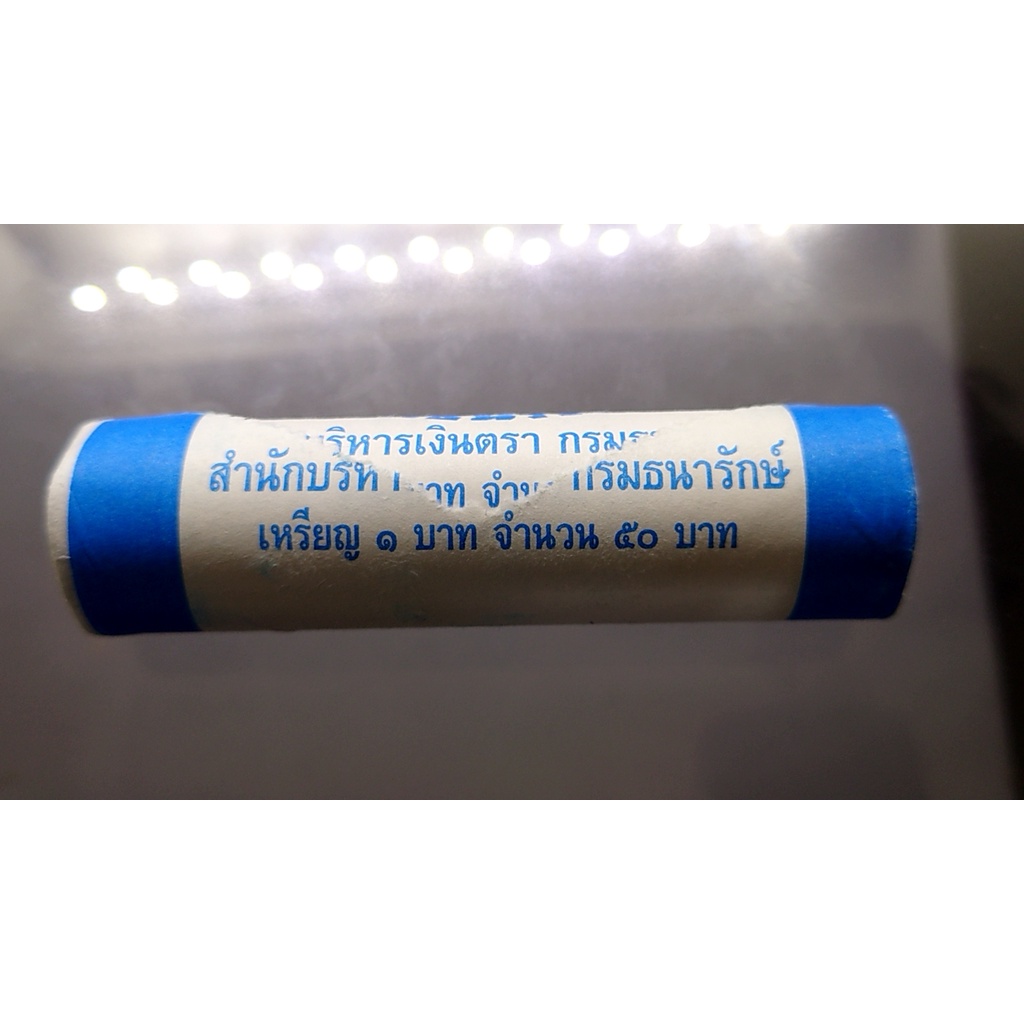 บริหารเงินตรา กรมธ
สำนักบริห กรมธนารักษ์
บาท จำน
เหรียญ ๑ บาท จำนวน ๕๐ บาท